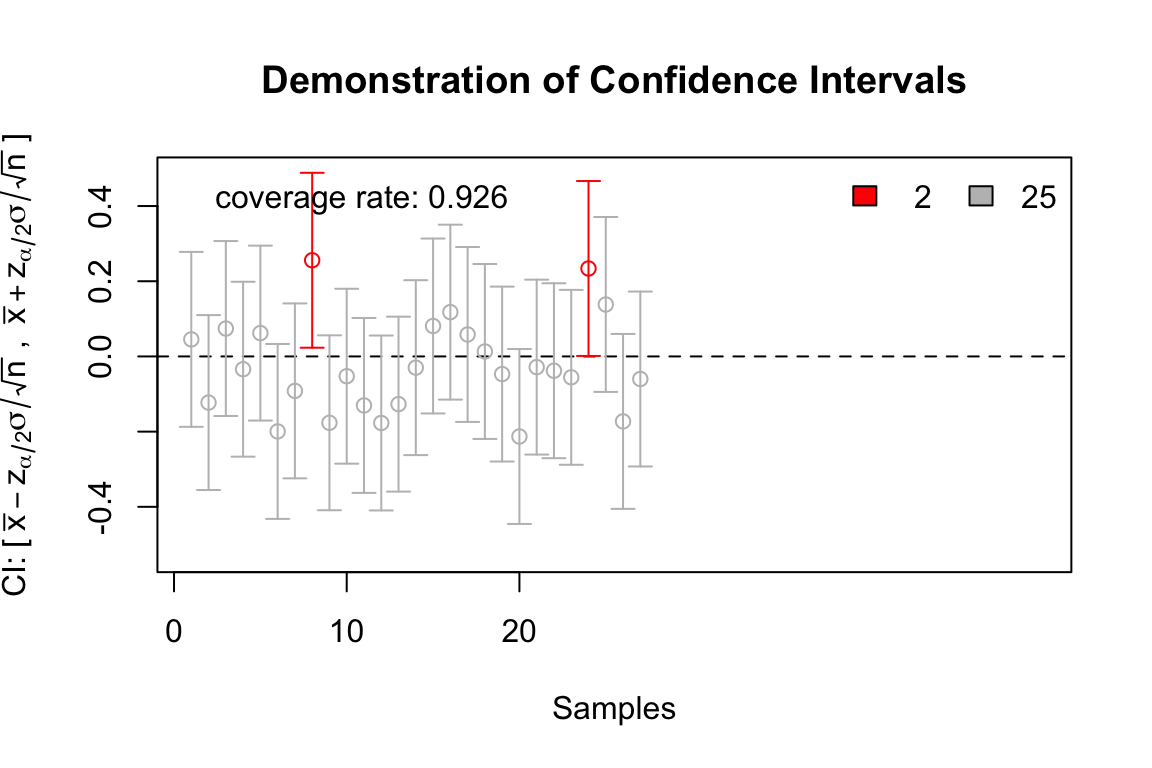 Demonstration of Confidence Intervals
CI: [ x̅ − zα/2σ/√n , x̅ + zα/2σ/√n ]
coverage rate: 0.926
2 25
0.4
0.2
0.0
-0.4
0 10 20
Samples